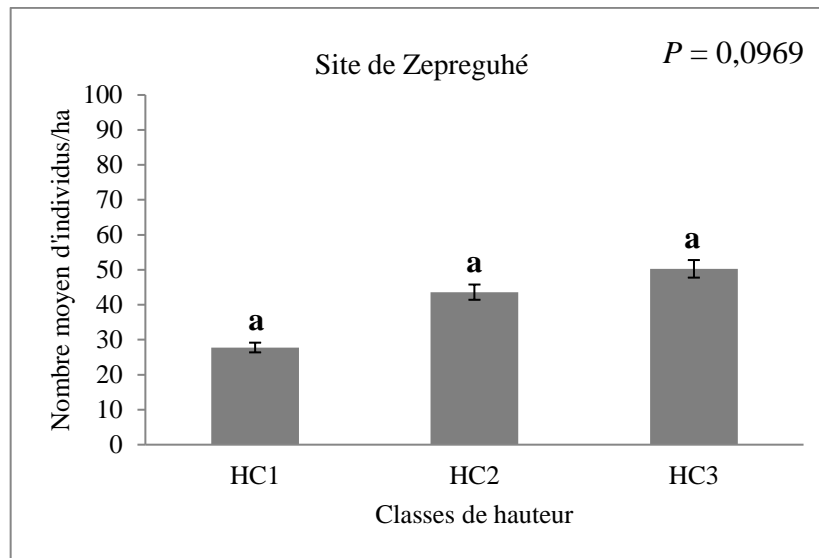 Site de Zepreguhé
P = 0,0969
Nombre moyen d'individus/ha
100
90
80
70
60
50
40
30
20
10
0
a
a
a
HC1
HC2
HC3
Classes de hauteur